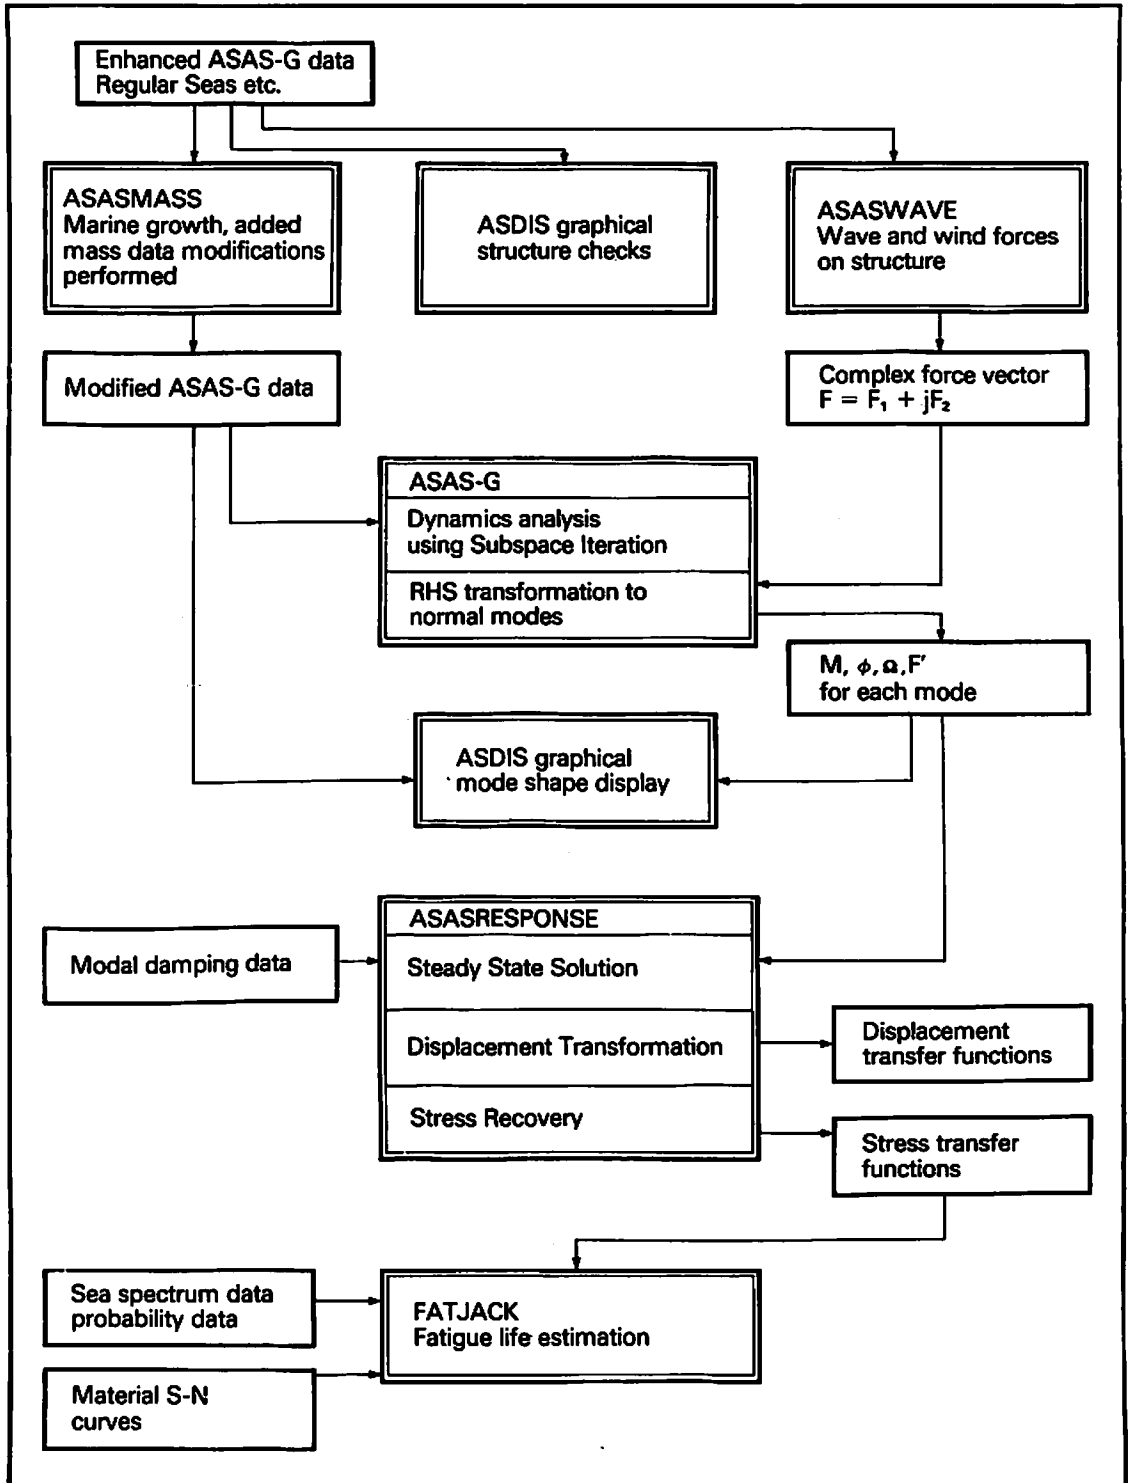 Enhanced ASAS-G data
Regular Seas etc.
ASASMASS
Marine growth, added
mass data modifications
performed
ASDIS graphical
structure checks
ASASWAVE
Wave and wind forces
on structure
Modified ASAS-G data
Complex force vector
F = F₁ + jF₂
ASAS-G
Dynamics analysis
using Subspace Iteration
RHS transformation to
normal modes
M, ϕ, Ω, F′
for each mode
ASDIS graphical
mode shape display
ASASRESPONSE
Modal damping data
Steady State Solution
Displacement Transformation
Displacement
transfer functions
Stress Recovery
Stress transfer
functions
Sea spectrum data
probability data
FATJACK
Fatigue life estimation
Material S-N
curves